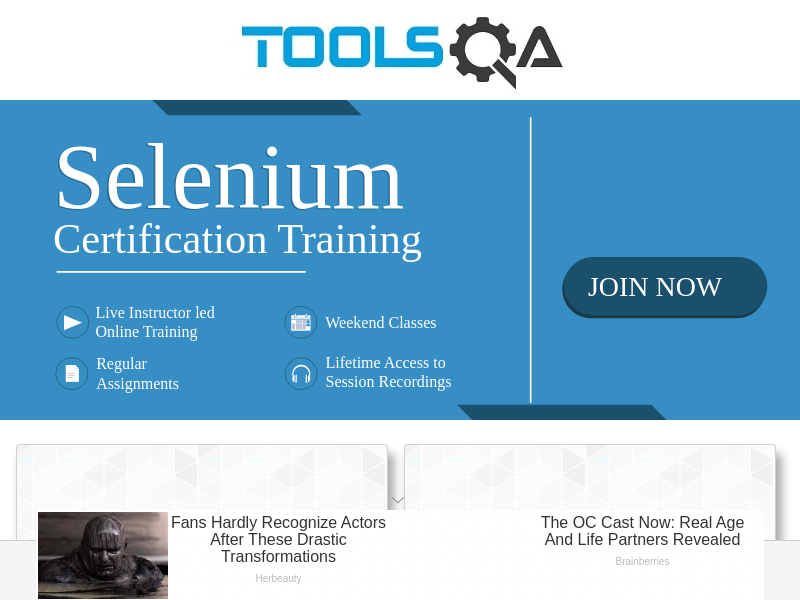 TOOLSQA
Selenium
Certification Training
JOIN NOW
Live Instructor led
Online Training
Weekend Classes
Regular
Assignments
Lifetime Access to
Session Recordings
Fans Hardly Recognize Actors
After These Drastic
Transformations
Herbeauty
The OC Cast Now: Real Age
And Life Partners Revealed
Brainberries